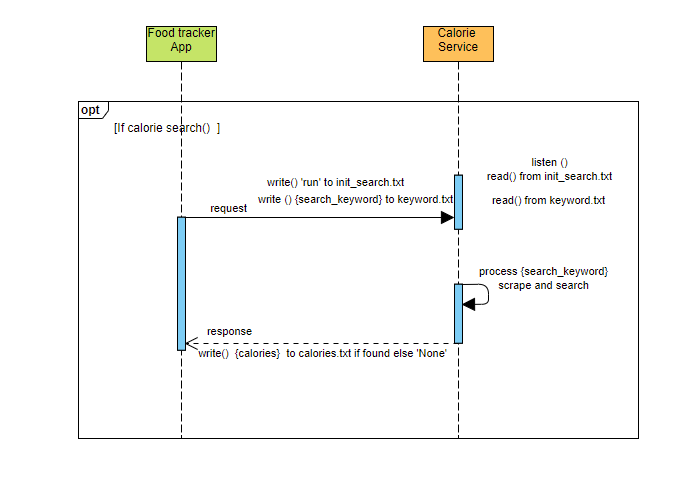 Food tracker
App
Calorie
Service
opt
[If calorie search()  ]
listen ()
write() 'run' to init_search.txt
read() from init_search.txt
write () {search_keyword} to keyword.txt
read() from keyword.txt
request
process {search_keyword}
scrape and search
response
write()  {calories}  to calories.txt if found else 'None'